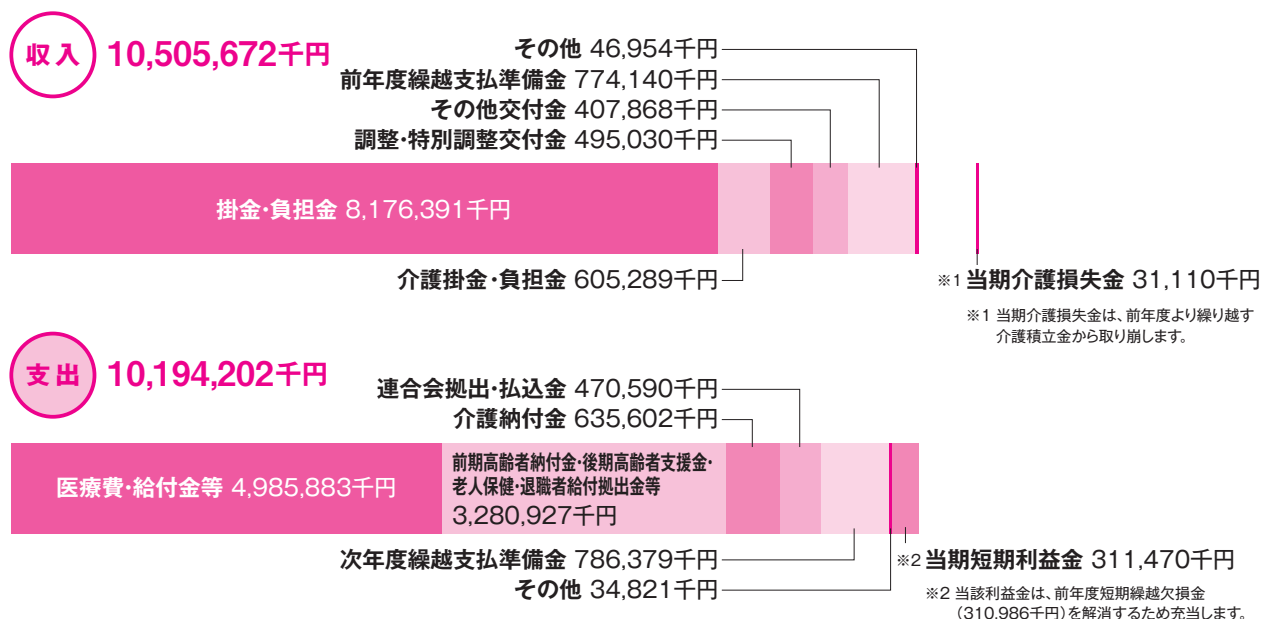 収入 10,505,672千円
その他 46,954千円
前年度繰越支払準備金 774,140千円
その他交付金 407,868千円
調整・特別調整交付金 495,030千円
掛金・負担金 8,176,391千円
介護掛金・負担金 605,289千円
※1 当期介護損失金 31,110千円
※1 当期介護損失金は、前年度より繰り越す
介護積立金から取り崩します。
支出 10,194,202千円
連合会拠出・払込金 470,590千円
介護納付金 635,602千円
医療費・給付金等 4,985,883千円
前期高齢者納付金・後期高齢者支援金・
老人保健・退職者給付拠出金等
3,280,927千円
次年度繰越支払準備金 786,379千円
その他 34,821千円
※2 当期短期利益金 311,470千円
※2 当該利益金は、前年度短期繰越欠損金
（310,986千円）を解消するため充当します。